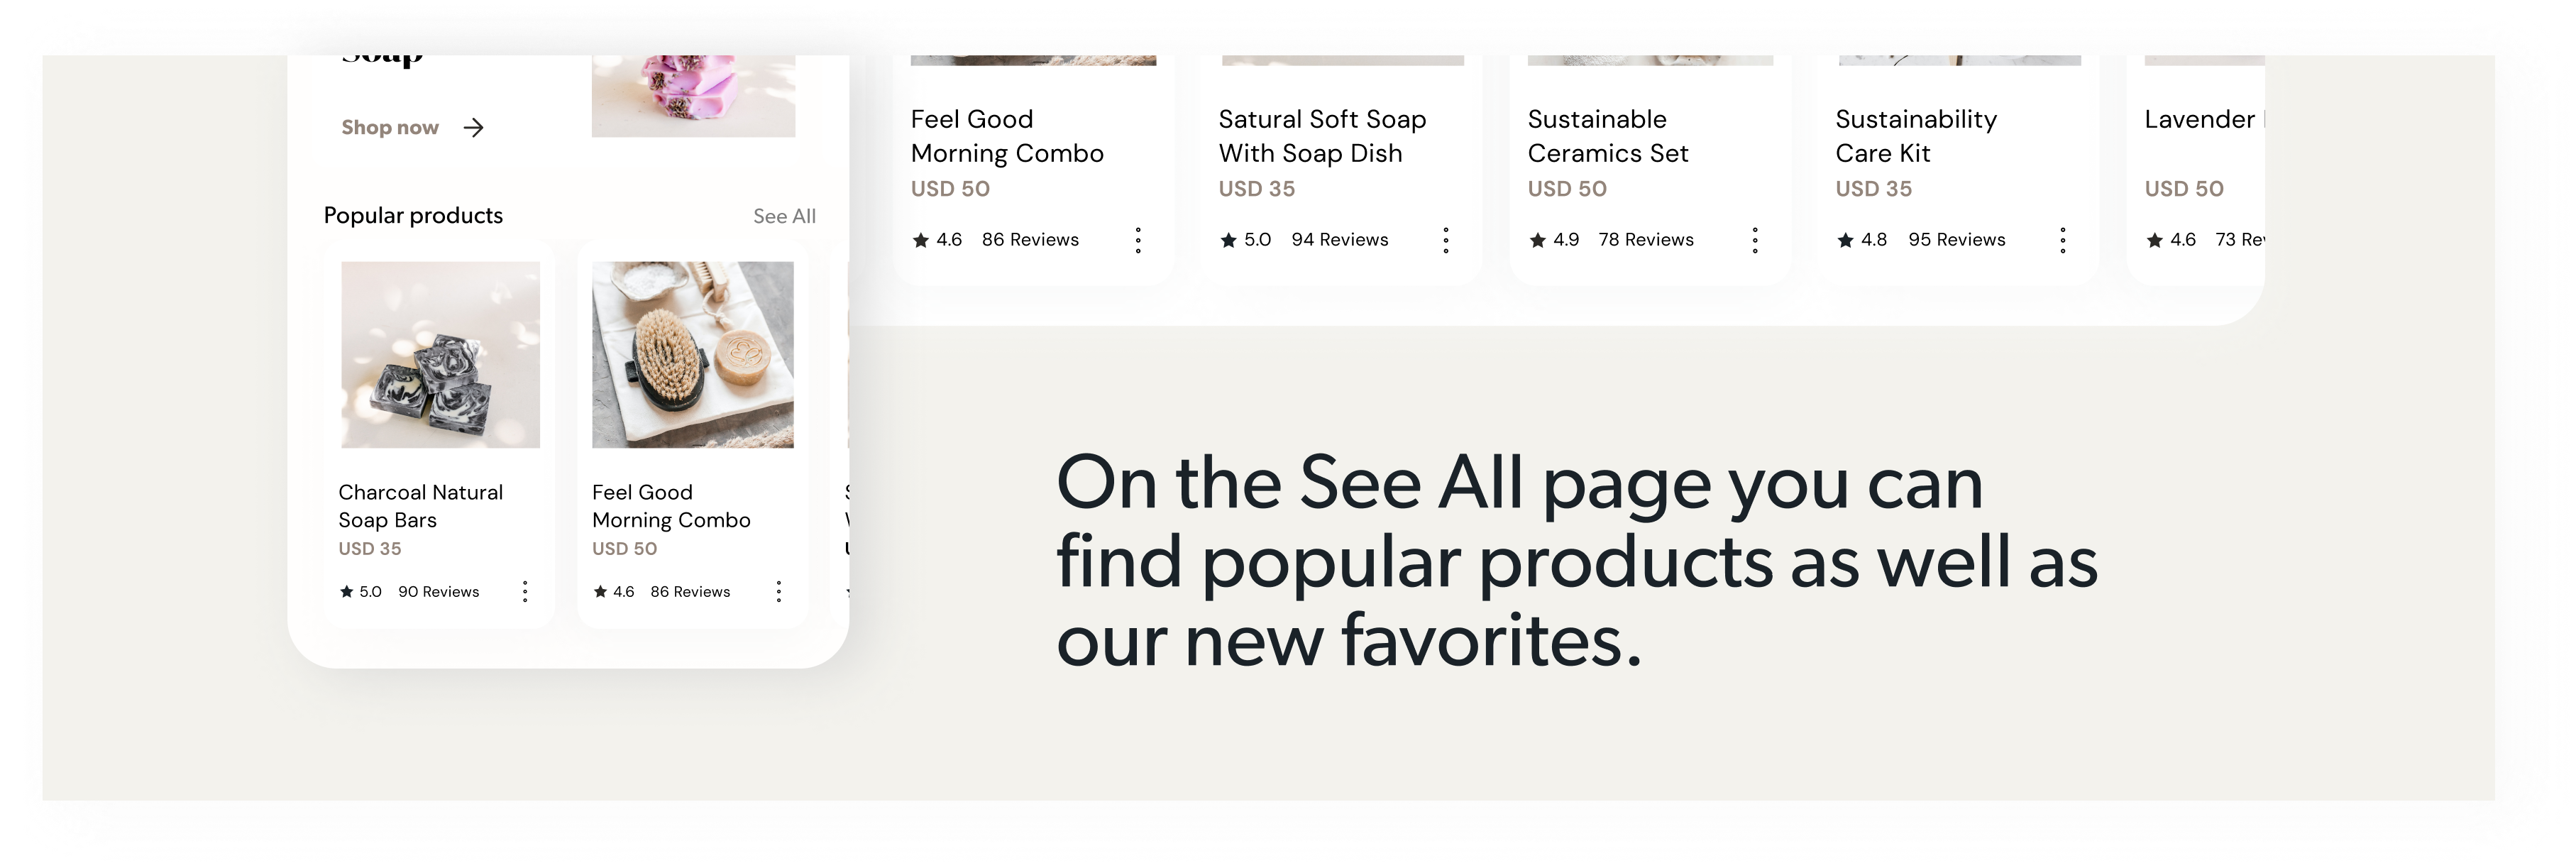 Soap
Shop now
Popular products
See All
Charcoal Natural
Soap Bars
USD 35
5.0 90 Reviews
Feel Good
Morning Combo
USD 50
4.6 86 Reviews
Feel Good
Morning Combo
USD 50
4.6 86 Reviews
Satural Soft Soap
With Soap Dish
USD 35
5.0 94 Reviews
Sustainable
Ceramics Set
USD 50
4.9 78 Reviews
Sustainability
Care Kit
USD 35
4.8 95 Reviews
Lavender
USD 50
4.6 73
On the See All page you can
find popular products as well as
our new favorites.